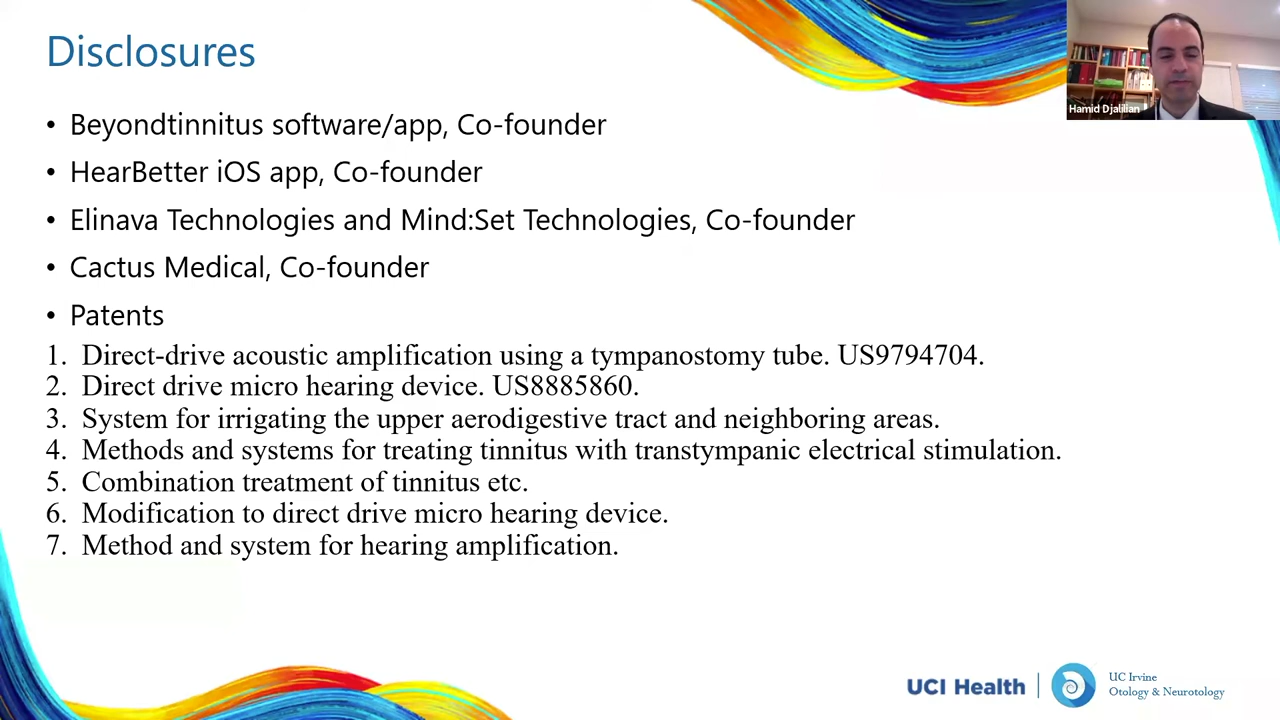 Disclosures
Hamid Djalilian
• Beyondtinnitus software/app, Co-founder
• HearBetter iOS app, Co-founder
• Elinava Technologies and Mind:Set Technologies, Co-founder
• Cactus Medical, Co-founder
• Patents
1. Direct-drive acoustic amplification using a tympanostomy tube. US9794704.
2. Direct drive micro hearing device. US8885860.
3. System for irrigating the upper aerodigestive tract and neighboring areas.
4. Methods and systems for treating tinnitus with transtympanic electrical stimulation.
5. Combination treatment of tinnitus etc.
6. Modification to direct drive micro hearing device.
7. Method and system for hearing amplification.
UCI Health
UC Irvine
Otology & Neurotology